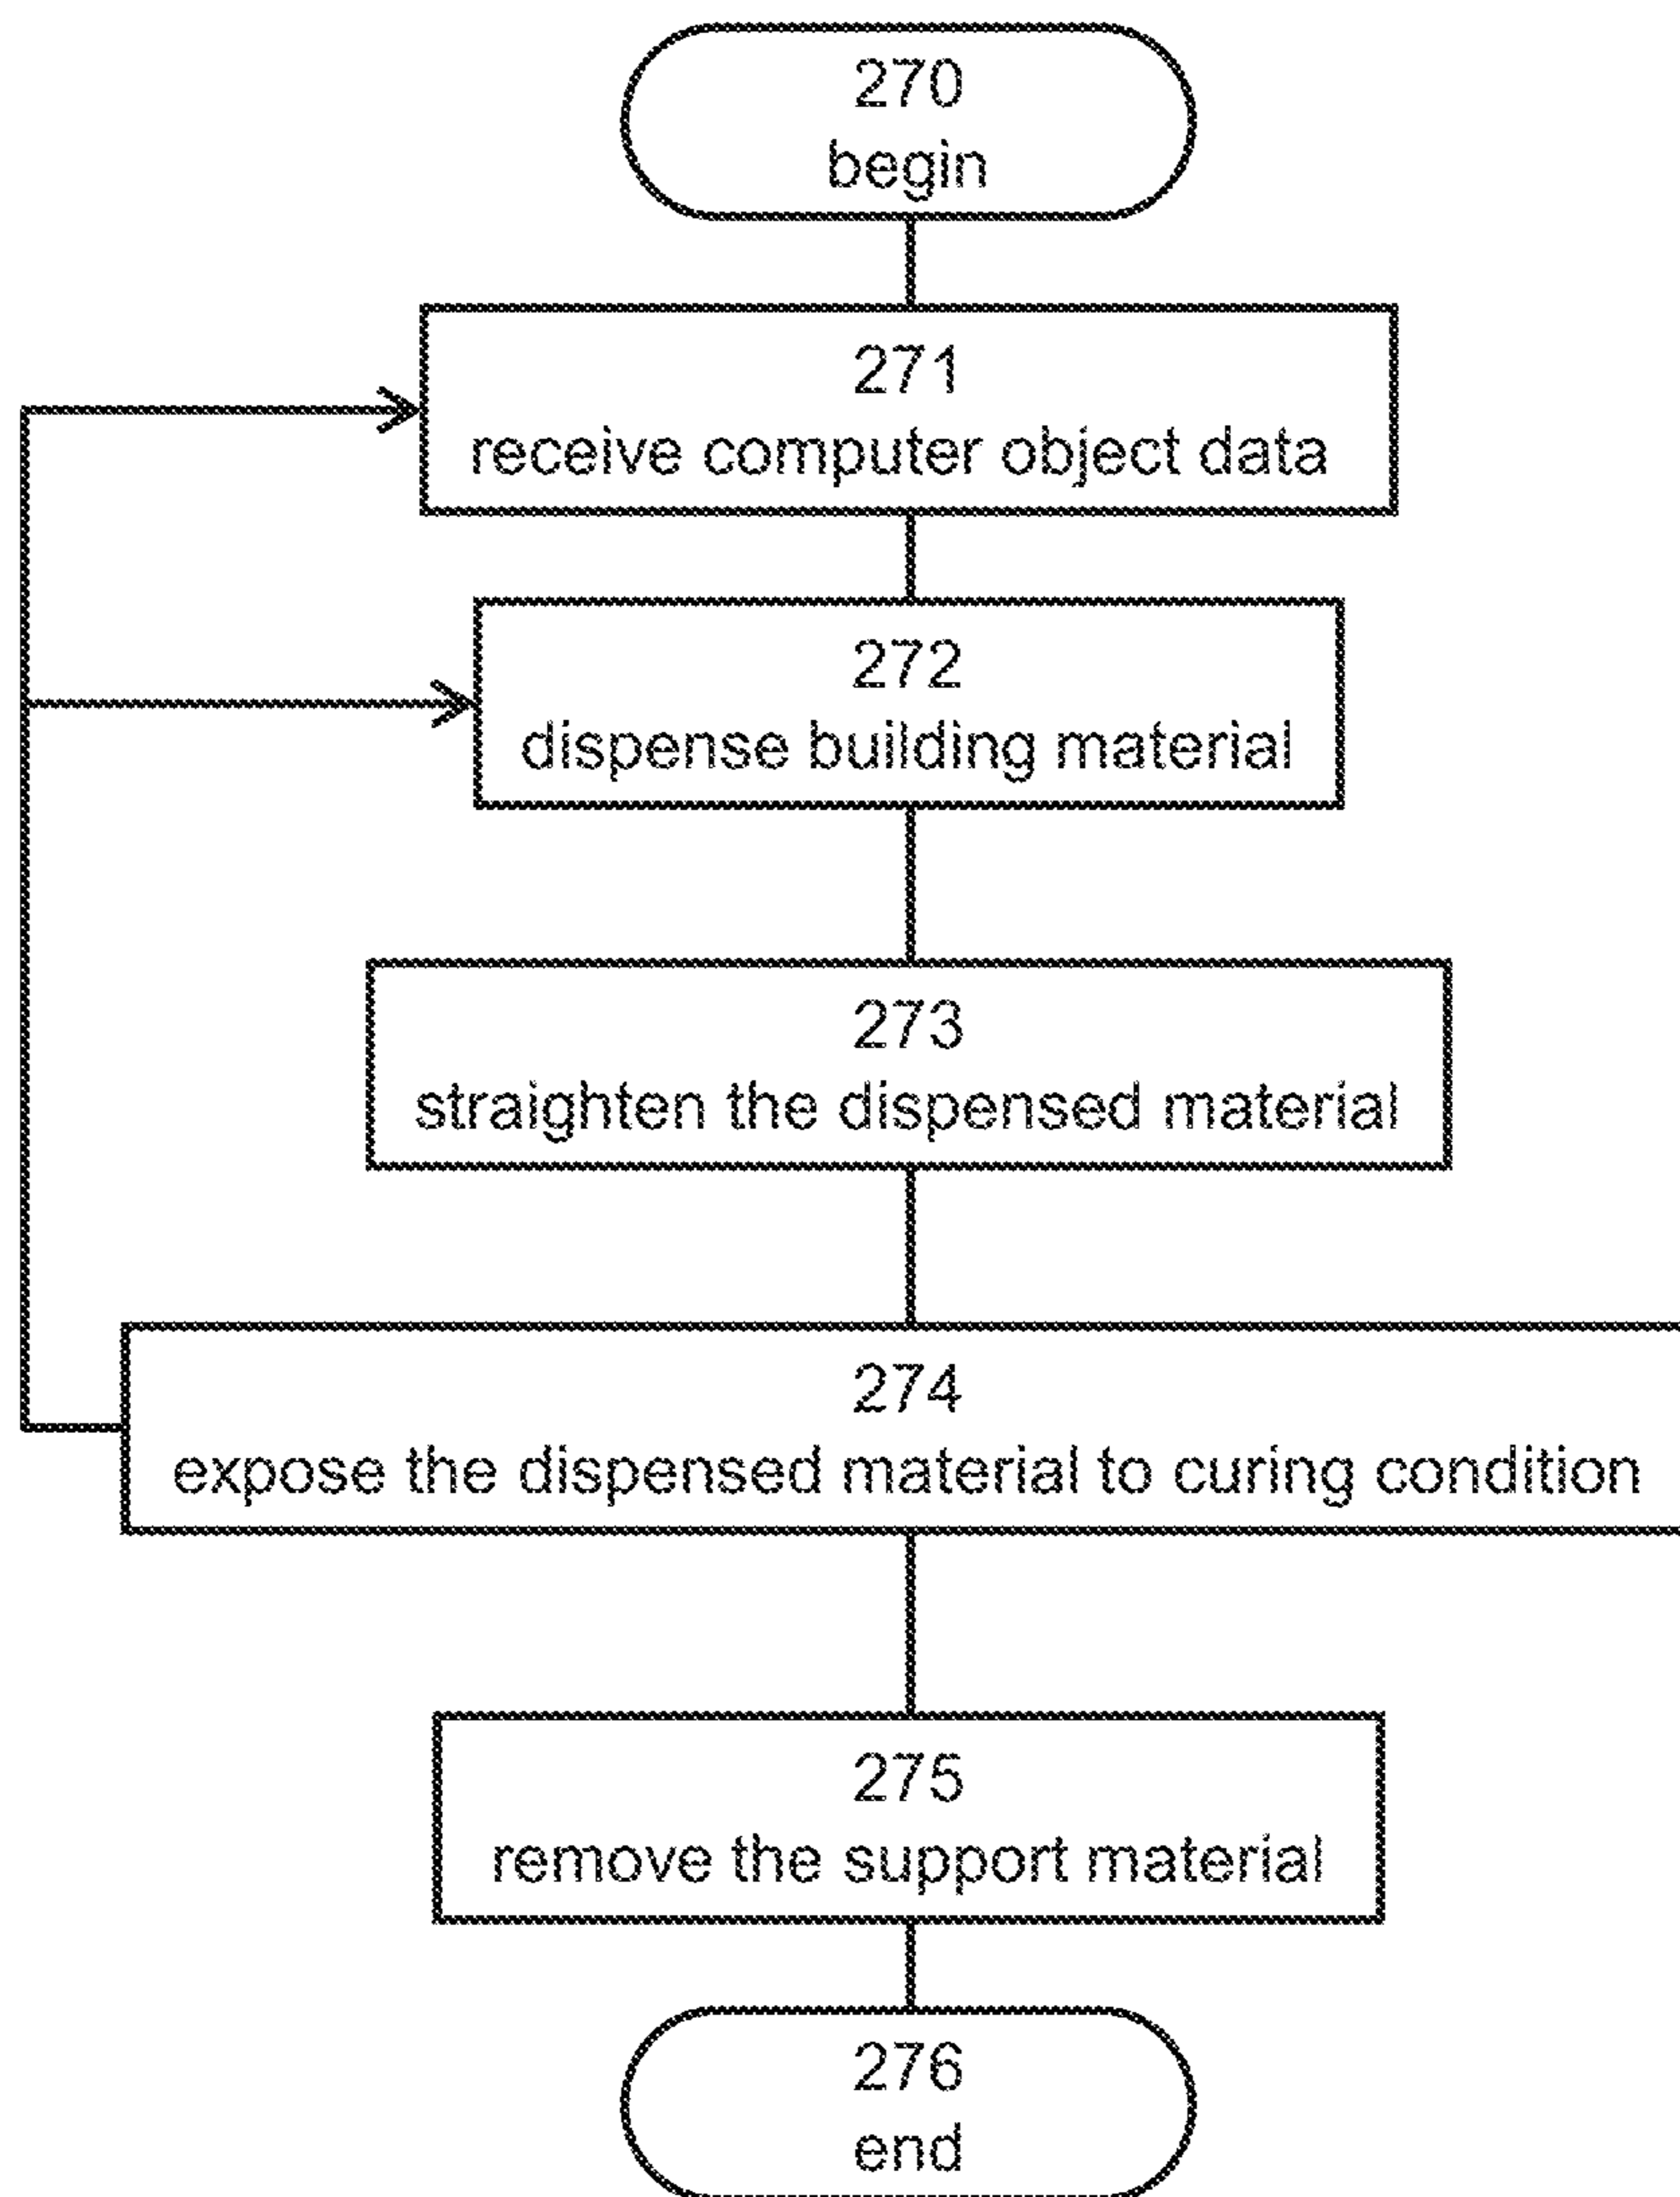 270
begin
271
receive computer object data
272
dispense building material
273
straighten the dispensed material
274
expose the dispensed material to curing condition
275
remove the support material
276
end